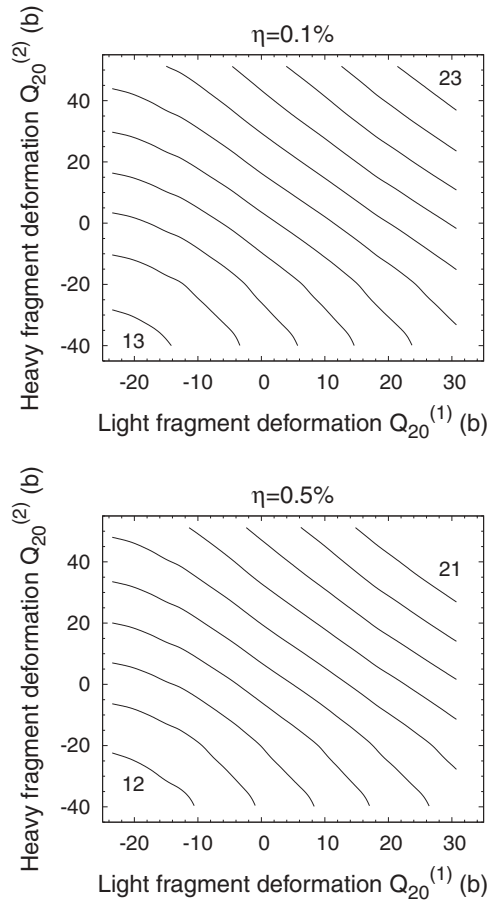 η=0.1%
Heavy fragment deformation Q20(2) (b)
40
20
0
-20
-40
23
13
-20 -10 0 10 20 30
Light fragment deformation Q20(1) (b)
η=0.5%
Heavy fragment deformation Q20(2) (b)
40
20
0
-20
-40
21
12
-20 -10 0 10 20 30
Light fragment deformation Q20(1) (b)